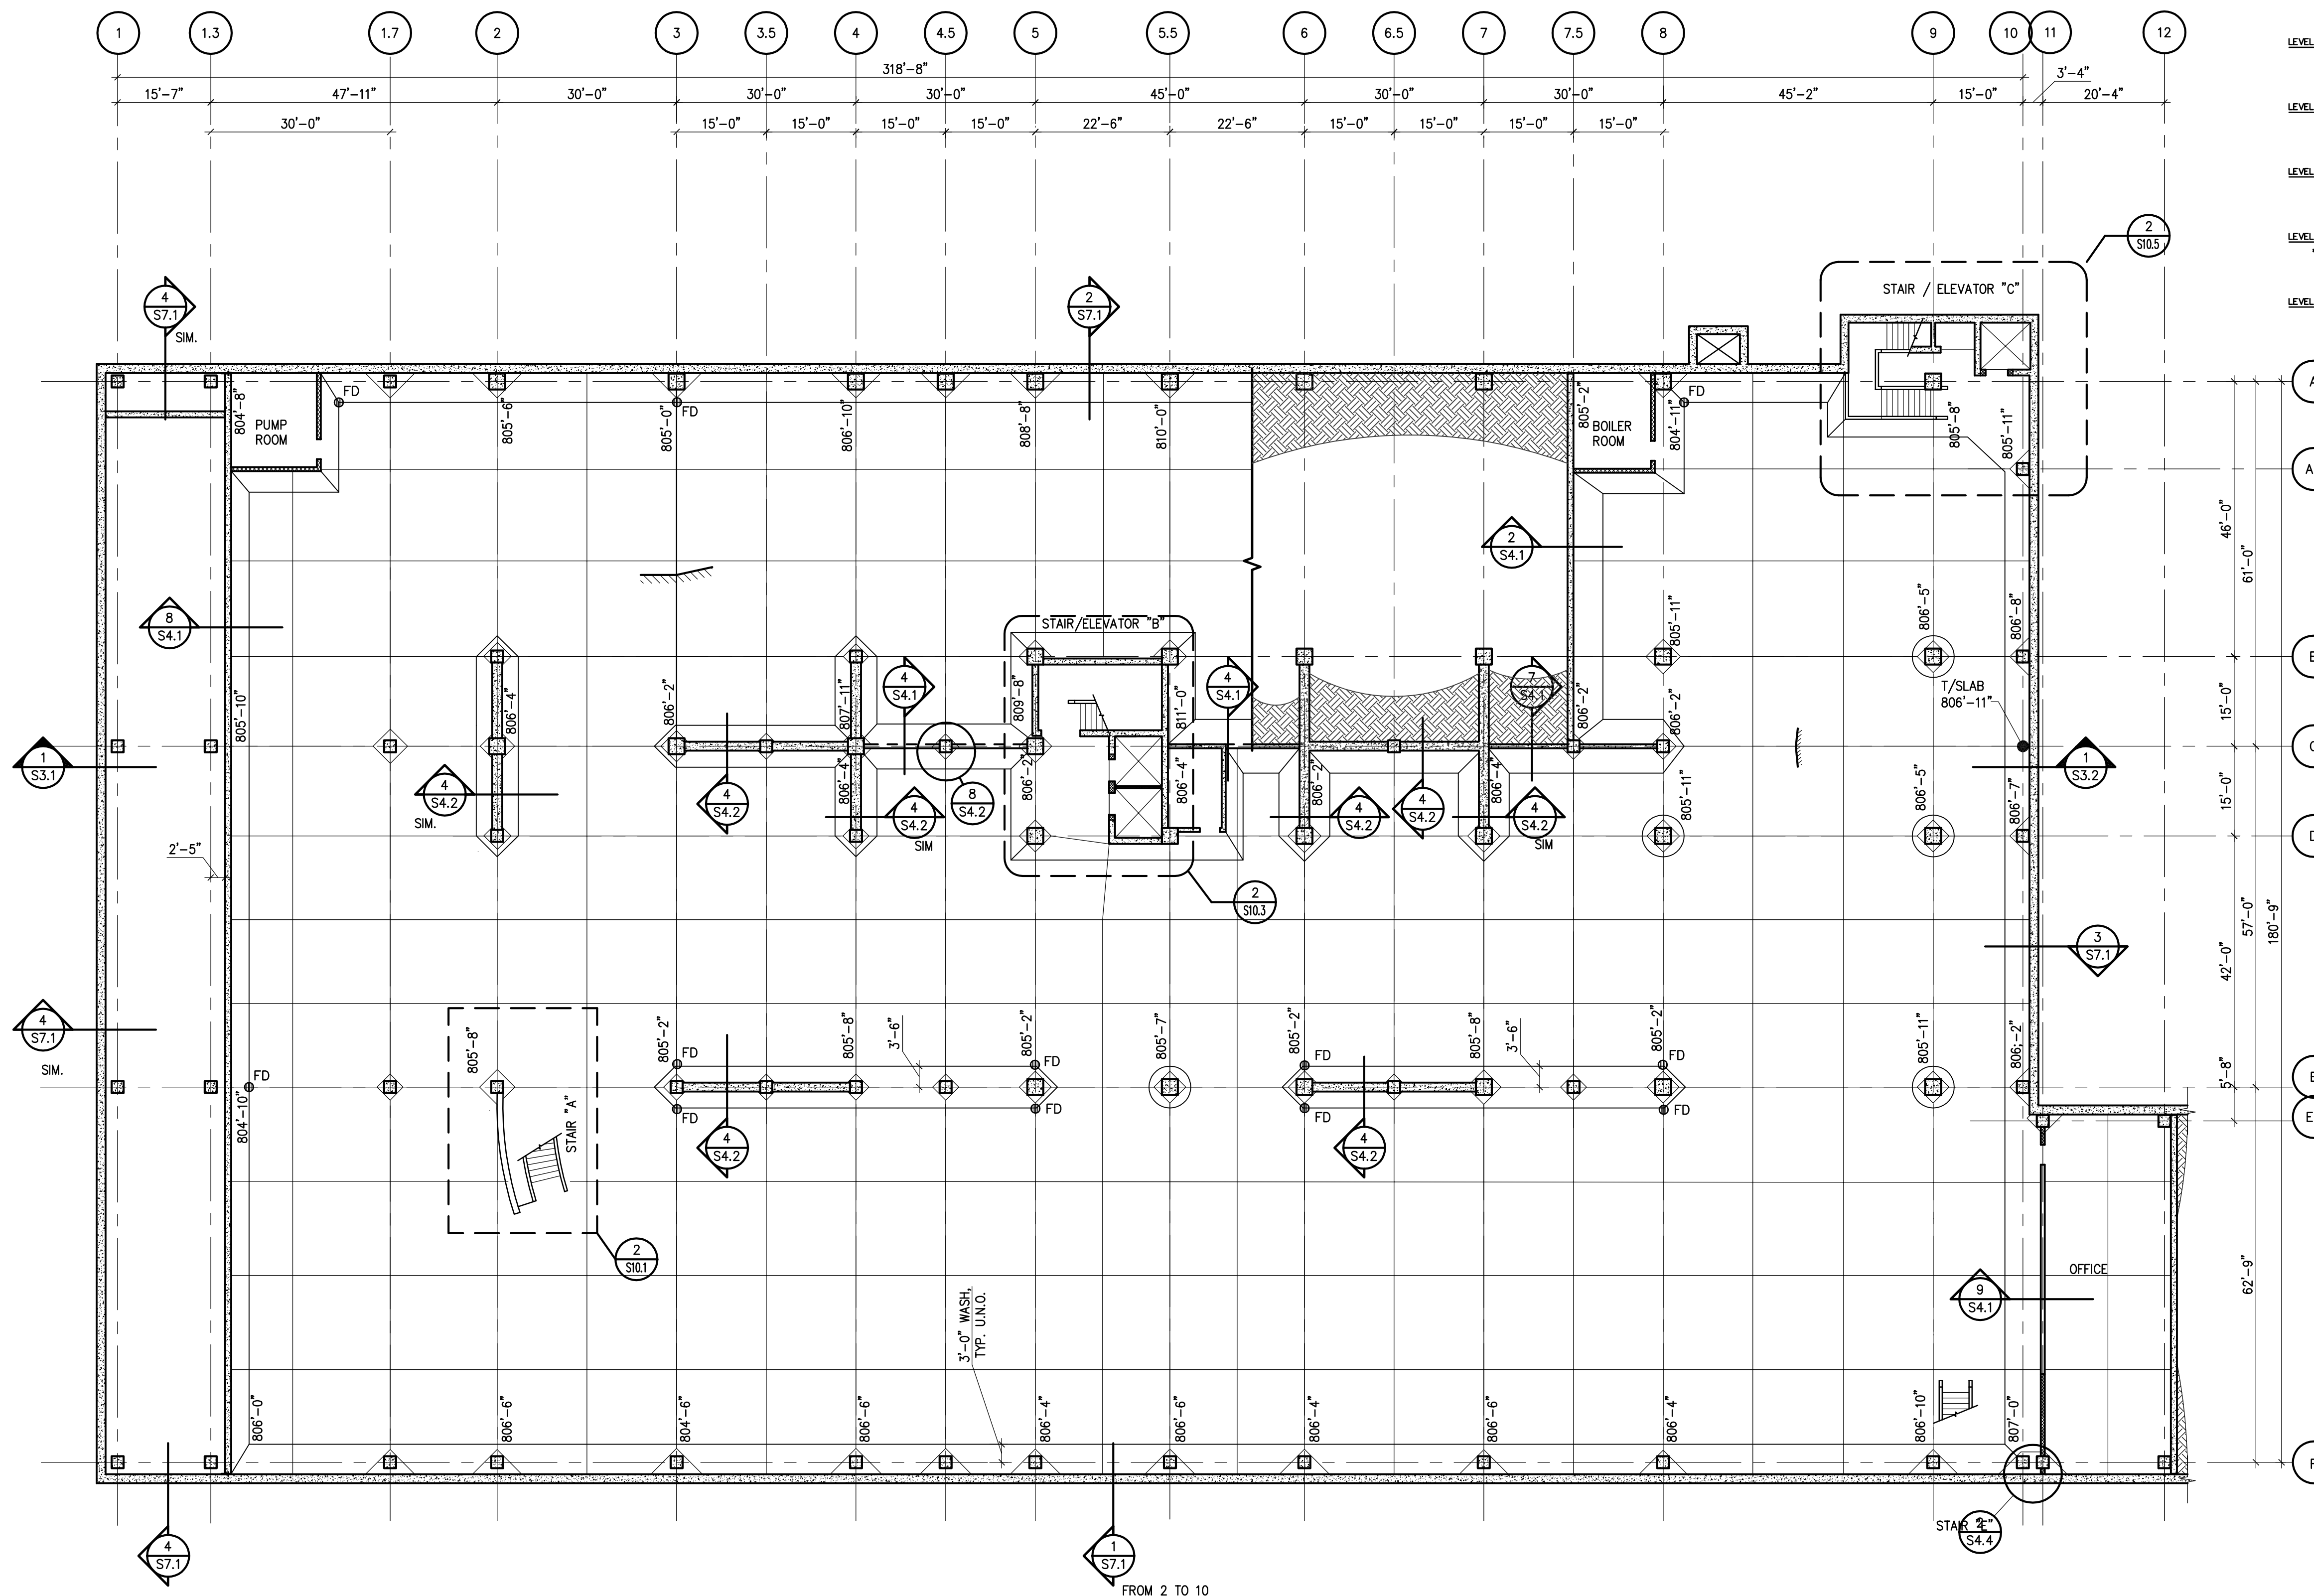 1
1.3
1.7
2
3
3.5
4
4.5
5
5.5
6
6.5
7
7.5
8
9
10
11
12
LEVEL
318'-8"
3'-4"
15'-7"
47'-11"
30'-0"
30'-0"
30'-0"
45'-0"
30'-0"
30'-0"
45'-2"
15'-0"
20'-4"
LEVEL
30'-0"
15'-0"
15'-0"
15'-0"
15'-0"
22'-6"
22'-6"
15'-0"
15'-0"
15'-0"
15'-0"
LEVEL
LEVEL
2
S10.5
STAIR / ELEVATOR "C"
LEVEL
4
S7.1
SIM.
2
S7.1
A
FD
FD
FD
804'-8"
PUMP
ROOM
805'-6"
805'-0"
806'-10"
808'-8"
810'-0"
805'-2"
BOILER
ROOM
804'-11"
805'-8"
805'-11"
A
46'-0"
61'-0"
2
S4.1
8
S4.1
STAIR/ELEVATOR "B"
805'-11"
806'-5"
806'-8"
T/SLAB
806'-11"
805'-10"
806'-4"
806'-2"
807'-11"
4
S4.1
809'-8"
811'-0"
4
S4.1
7
S4.1
806'-2"
806'-2"
15'-0"
C
1
S3.1
4
S4.2
SIM.
4
S4.2
806'-4"
4
S4.2
SIM
8
S4.2
806'-2"
806'-4"
806'-2"
4
S4.2
4
S4.2
806'-4"
4
S4.2
SIM
805'-11"
806'-5"
806'-7"
1
S3.2
15'-0"
D
2'-5"
2
S10.3
3
S7.1
42'-0"
57'-0"
180'-9"
4
S7.1
SIM.
805'-8"
805'-2"
FD
805'-8"
3'-6"
805'-2"
FD
805'-7"
805'-2"
FD
805'-8"
3'-6"
805'-2"
FD
805'-11"
806;-2"
5'-8"
E
FD
804'-10"
STAIR "A"
FD
FD
FD
FD
4
S4.2
4
S4.2
2
S10.1
OFFICE
9
S4.1
62'-9"
3'-0" WASH,
TYP. U.N.O.
806'-0"
806'-6"
804'-6"
806'-6"
806'-4"
806'-6"
806'-4"
806'-6"
806'-4"
806'-10"
807'-0"
F
STAIR "E"
2
S4.4
4
S7.1
1
S7.1
FROM 2 TO 10